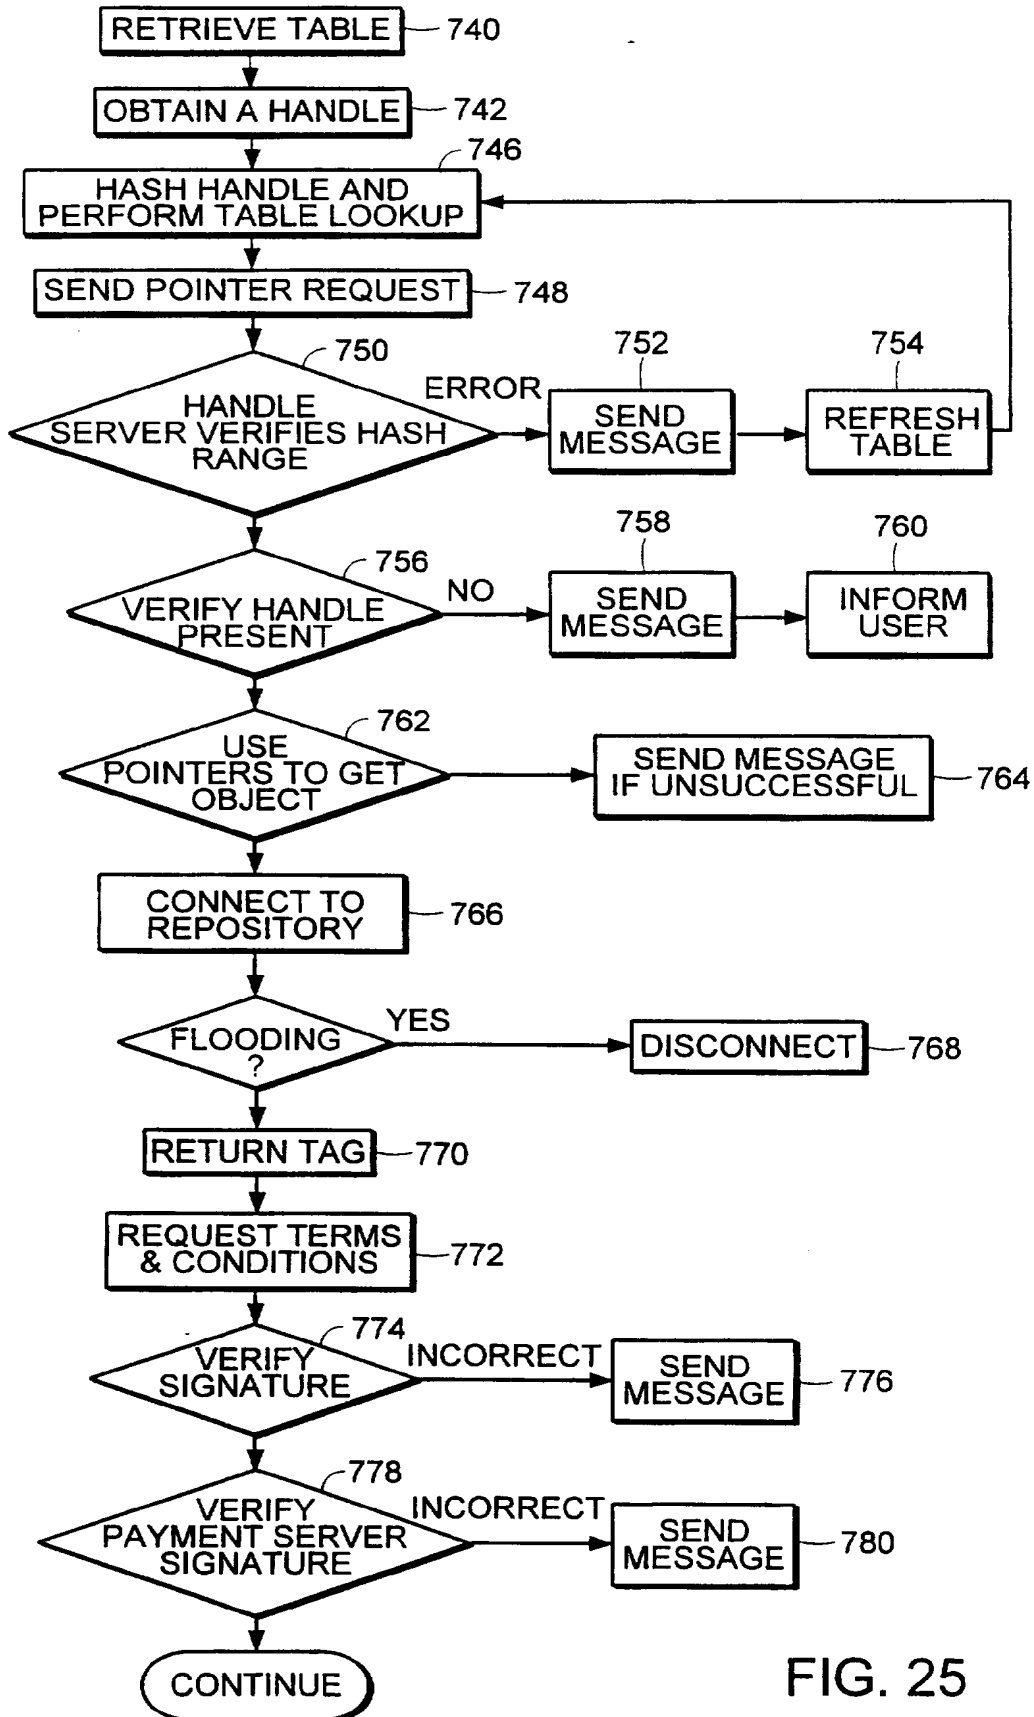 RETRIEVE TABLE 740
OBTAIN A HANDLE 742
746
HASH HANDLE AND
PERFORM TABLE LOOKUP
SEND POINTER REQUEST 748
750
HANDLE
SERVER VERIFIES HASH
RANGE
ERROR
752
SEND
MESSAGE
754
REFRESH
TABLE
756
VERIFY HANDLE
PRESENT
NO
758
SEND
MESSAGE
760
INFORM
USER
762
USE
POINTERS TO GET
OBJECT
SEND MESSAGE
IF UNSUCCESSFUL
764
CONNECT TO
REPOSITORY
766
FLOODING
?
YES
DISCONNECT 768
RETURN TAG 770
REQUEST TERMS
& CONDITIONS
772
774
VERIFY
SIGNATURE
INCORRECT
SEND
MESSAGE
776
778
VERIFY
PAYMENT SERVER
SIGNATURE
INCORRECT
SEND
MESSAGE
780
CONTINUE
FIG. 25